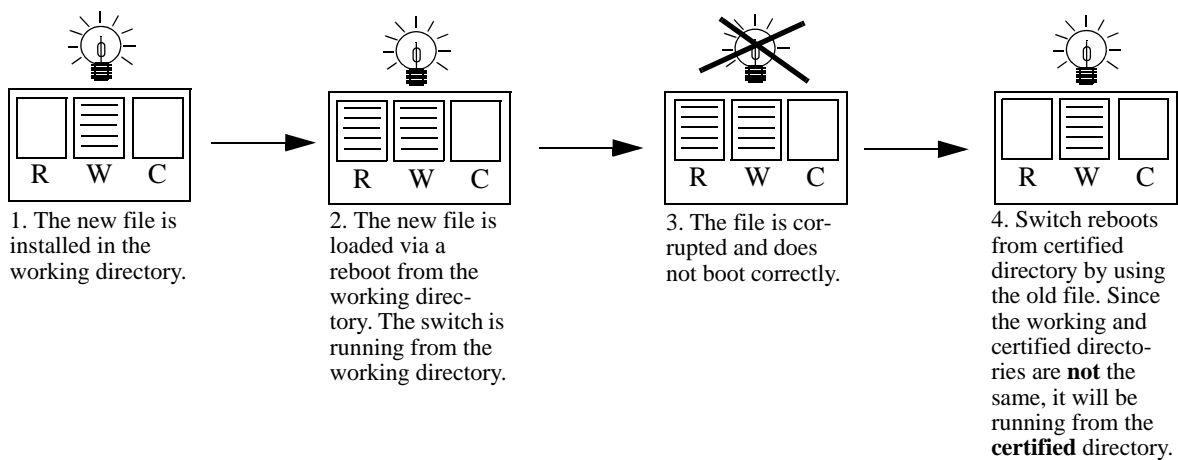 R W C
1. The new file is
installed in the
working directory.
R W C
2. The new file is
loaded via a
reboot from the
working direc-
tory. The switch is
running from the
working directory.
R W C
3. The file is cor-
rupted and does
not boot correctly.
R W C
4. Switch reboots
from certified
directory by using
the old file. Since
the working and
certified directo-
ries are not the
same, it will be
running from the
certified directory.